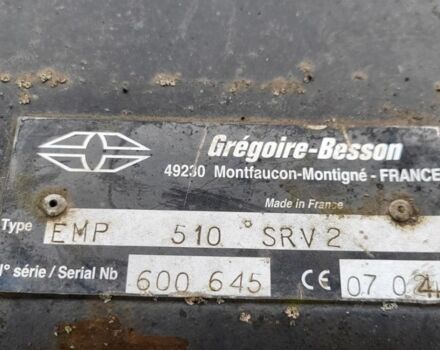 Grégoire-Besson
49230 Montfaucon-Montigné - FRANCE
Made in France
Type EMP 510 SRV2
N° série / Serial Nb 600 645 CE 07 04